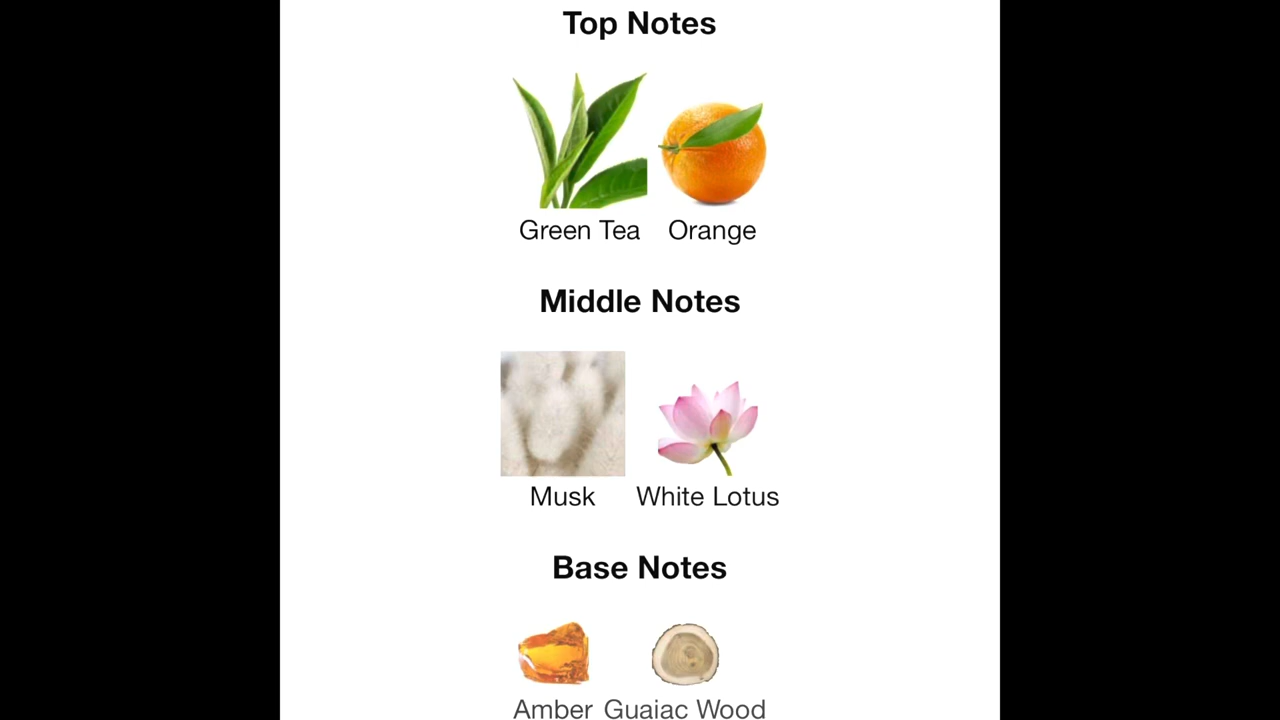 Top Notes
Green Tea Orange
Middle Notes
Musk White Lotus
Base Notes
Amber Guaiac Wood